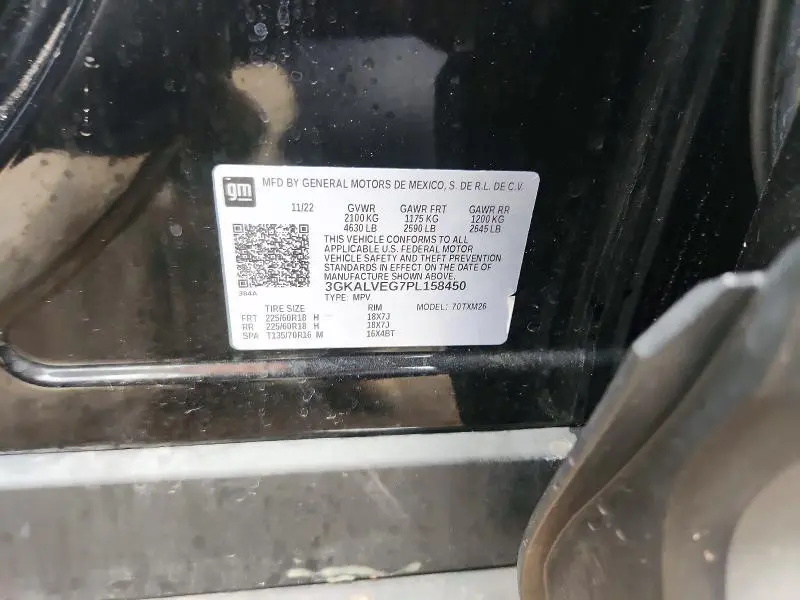 gm MFD BY GENERAL MOTORS DE MEXICO, S. DE R.L. DE C.V.
11/22 GVWR GAWR FRT GAWR RR
2100 KG 1175 KG 1200 KG
4630 LB 2590 LB 2645 LB
THIS VEHICLE CONFORMS TO ALL
APPLICABLE U.S. FEDERAL MOTOR
VEHICLE SAFETY AND THEFT PREVENTION
STANDARDS IN EFFECT ON THE DATE OF
MANUFACTURE SHOWN ABOVE.
384A 3GKALVEG7PL158450
TYPE: MPV MODEL: 70TXM26
TIRE SIZE RIM
FRT 225/60R18 H 18X7J
RR 225/60R18 H 18X7J
SPA T135/70R16 M 16X4BT